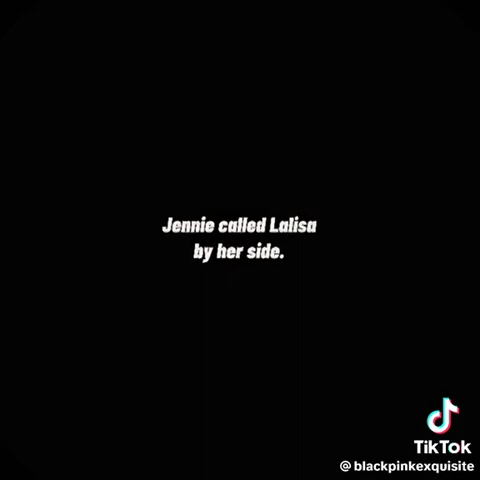 Jennie called Lalisa
by her side.
TikTok
@blackpinkexquisite